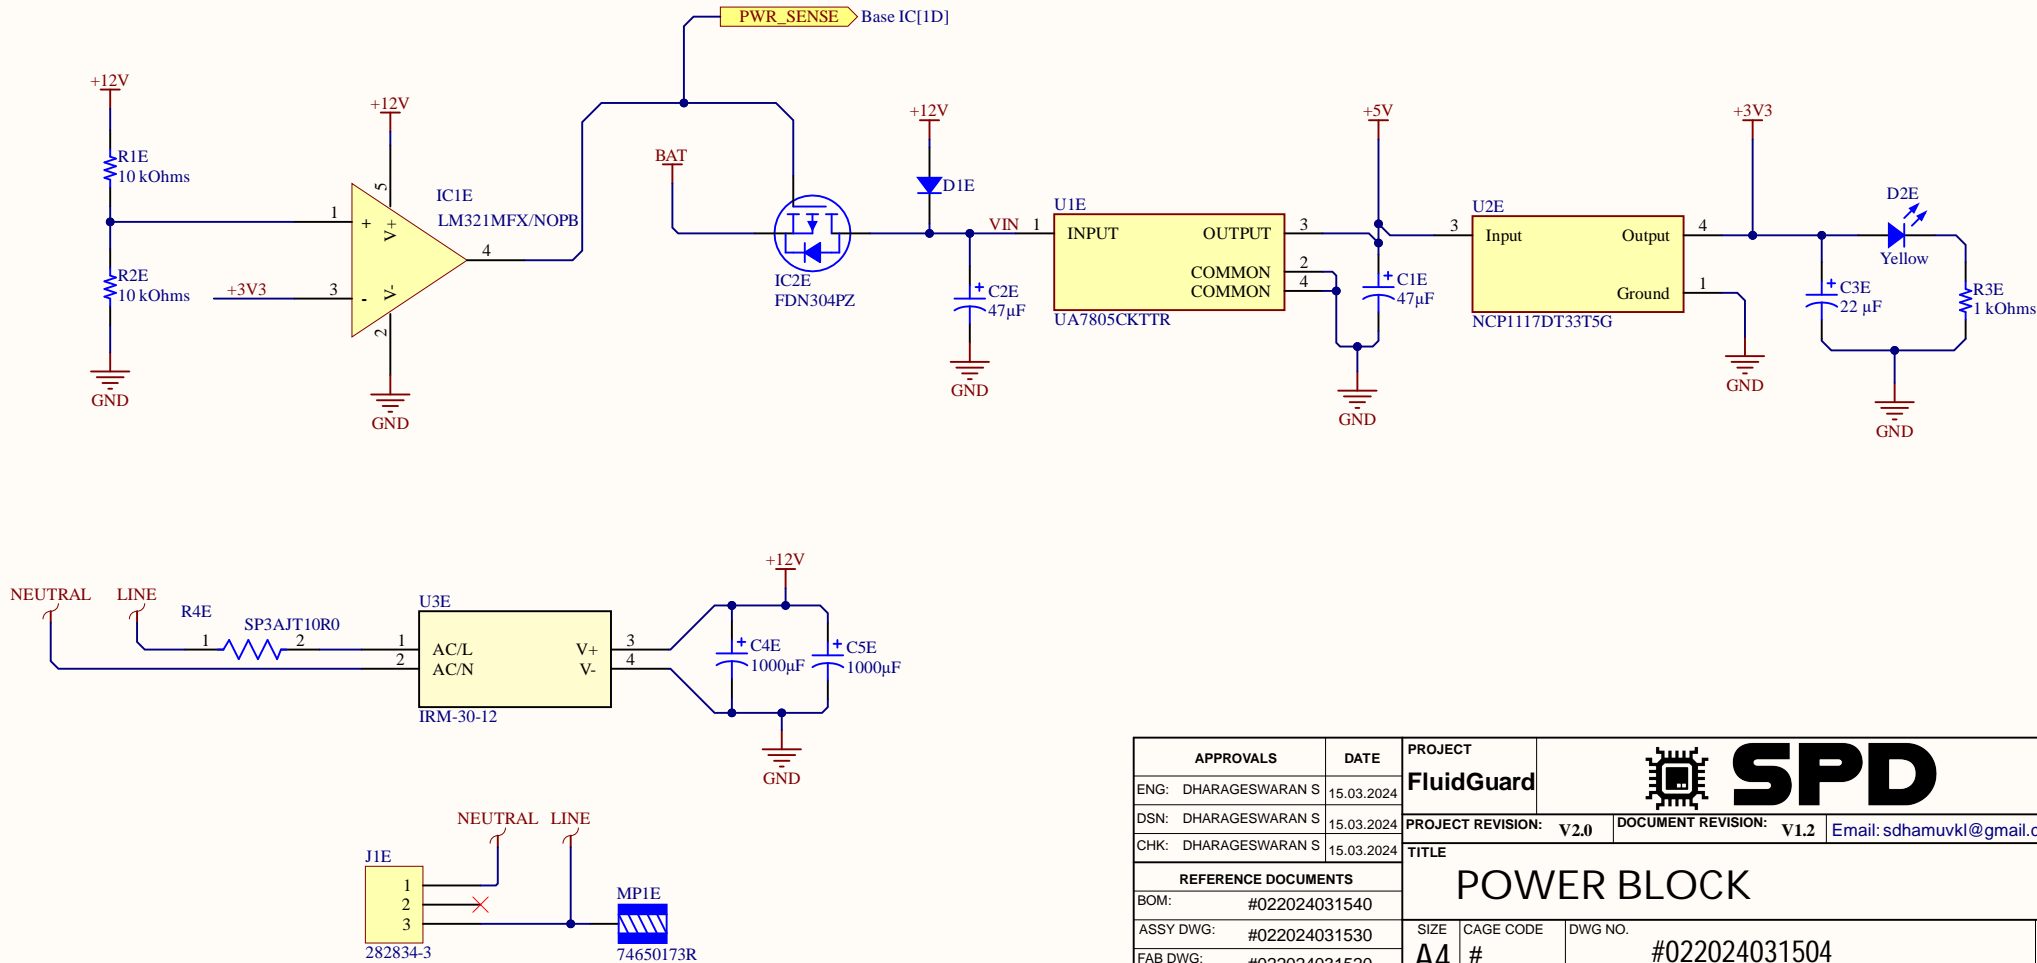 PWR_SENSE Base IC[1D]
+12V
+12V
+12V
+5V
+3V3
BAT
R1E
10 kOhms
5
IC1E
LM321MFX/NOPB
1
+
V+
D1E
D2E
Yellow
R2E
10 kOhms
+3V3
3
-
V-
2
4
IC2E
FDN304PZ
VIN
1
U1E
INPUT
OUTPUT
3
COMMON
2
COMMON
4
UA7805CKTTR
+
C2E
47µF
+
C1E
47µF
U2E
3
Input
Output
4
Ground
1
NCP1117DT33T5G
+
C3E
22 µF
R3E
1 kOhms
GND
GND
GND
GND
GND
GND
NEUTRAL
LINE
R4E
SP3AJT10R0
1
2
U3E
1
AC/L
2
AC/N
V+
3
V-
4
IRM-30-12
+12V
+
C4E
1000µF
+
C5E
1000µF
GND
NEUTRAL
LINE
J1E
1
2
3
282834-3
MP1E
74650173R
APPROVALS DATE
ENG: DHARAGESWARAN S 15.03.2024
DSN: DHARAGESWARAN S 15.03.2024
CHK: DHARAGESWARAN S 15.03.2024
REFERENCE DOCUMENTS
BOM: #022024031540
ASSY DWG: #022024031530
FAB DWG: #022024031520
PROJECT
FluidGuard
SPD
PROJECT REVISION: V2.0 DOCUMENT REVISION: V1.2 Email: sdhamuvkl@gmail.c
TITLE
POWER BLOCK
SIZE CAGE CODE DWG NO.
A4 # #022024031504